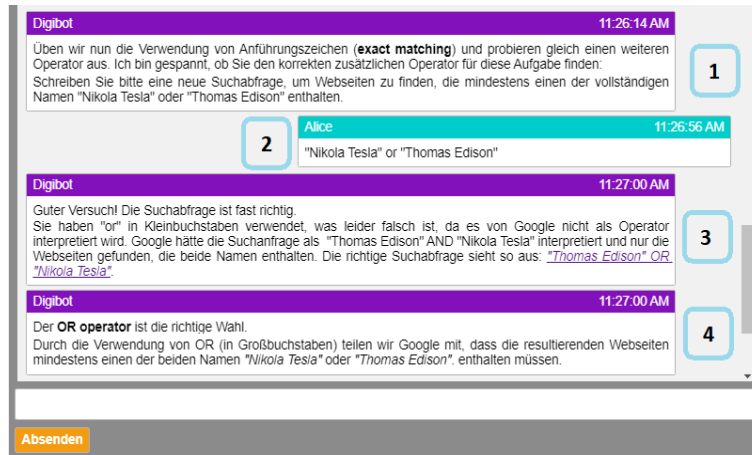 Digibot 11:26:14 AM
Üben wir nun die Verwendung von Anführungszeichen (exact matching) und probieren gleich einen weiteren
Operator aus. Ich bin gespannt, ob Sie den korrekten zusätzlichen Operator für diese Aufgabe finden:
Schreiben Sie bitte eine neue Suchabfrage, um Webseiten zu finden, die mindestens einen der vollständigen
Namen "Nikola Tesla" oder "Thomas Edison" enthalten.
1
Alice 11:26:56 AM
"Nikola Tesla" or "Thomas Edison"
2
Digibot 11:27:00 AM
Guter Versuch! Die Suchabfrage ist fast richtig.
Sie haben "or" in Kleinbuchstaben verwendet, was leider falsch ist, da es von Google nicht als Operator
interpretiert wird. Google hätte die Suchanfrage als "Thomas Edison" AND "Nikola Tesla" interpretiert und nur die
Webseiten gefunden, die beide Namen enthalten. Die richtige Suchabfrage sieht so aus: "Thomas Edison" OR
"Nikola Tesla".
3
Digibot 11:27:00 AM
Der OR operator ist die richtige Wahl.
Durch die Verwendung von OR (in Großbuchstaben) teilen wir Google mit, dass die resultierenden Webseiten
mindestens einen der beiden Namen "Nikola Tesla" oder "Thomas Edison". enthalten müssen.
4
Absenden